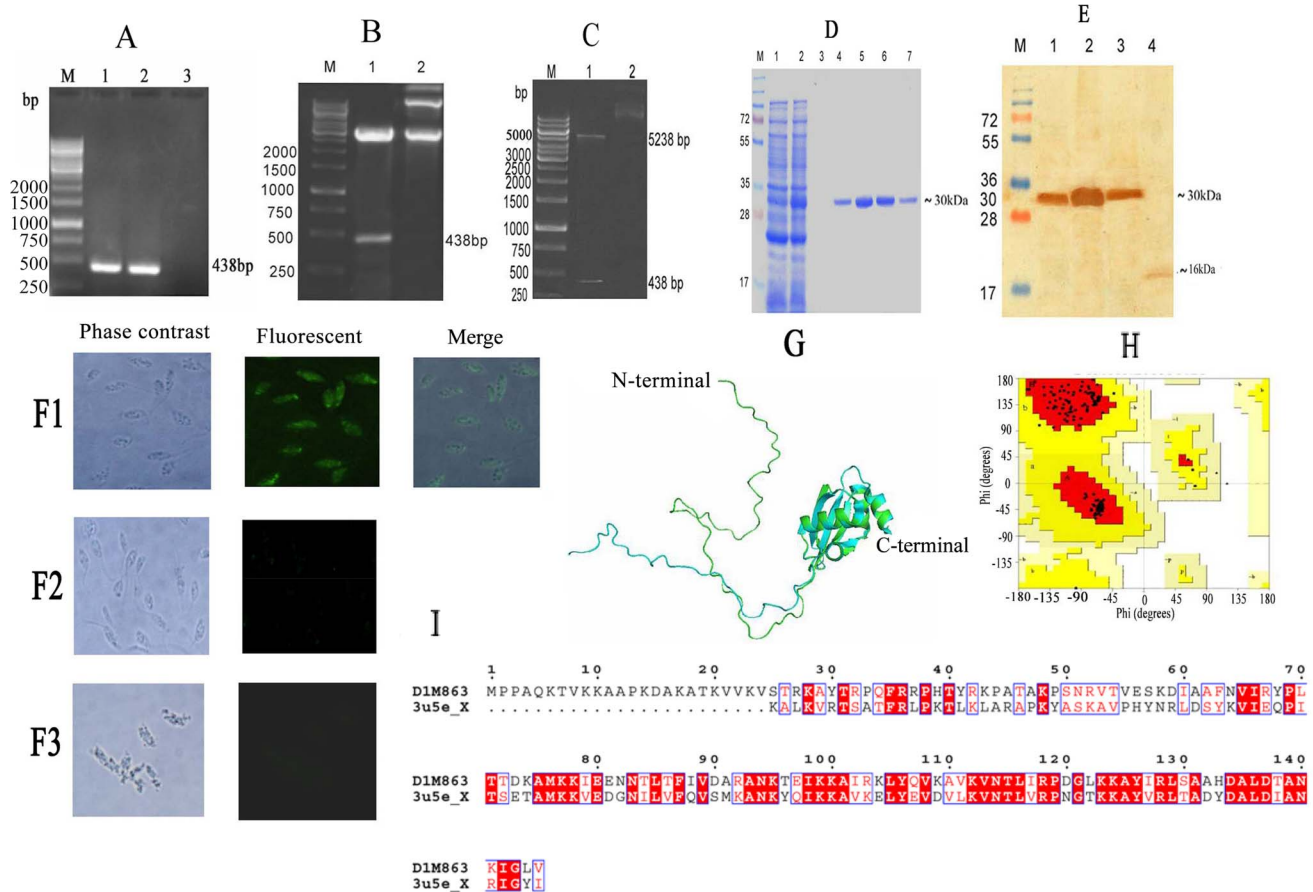 A
B
C
D
E
M 1 2 3
bp
2000
1500
1000
750
500
250
438bp
M 1 2
2000
1500
1000
500
250
438bp
M 1 2
5000
3000
2500
2000
1500
1000
750
500
250
5238 bp
438 bp
M 1 2 3 4 5 6 7
72
55
35
28
17
~ 30kDa
M 1 2 3 4
72
55
36
30
28
17
~ 30kDa
~ 16kDa
Phase contrast Fluorescent Merge
F1
F2
F3
G
N-terminal
C-terminal
H
180
135
90
45
0
-45
-90
-135
Phi (degrees)
-180 -135 -90 -45 0 45 90 135 180
Phi (degrees)
I
1 10 20 30 40 50 60 70
D1M863 MPPAQKTVKKAAPKDAKATKVVKVSTRKAYTRPQFRRPHTYRKPATAKPSNRVTVESKDIAAFNVIRYPL
3u5e_X ........................KALKVRTSATFRLPKTLKLARAPKYASKAVPHYNRLDSYKVIEQPI
80 90 100 110 120 130 140
D1M863 TTDKAMKKIEENNTLTFIVDARANKTEIKKAIRKLYQVKAVKVNTLIRPDGLKKAYIRLSAAHDALDTAN
3u5e_X TSETAMKKVEDGNILVFQVSMKANKYQIKKAVKELYEVDVLKVNTLVRPNGTKKAYVRLTADYDALDIAN
D1M863 KIGLV
3u5e_X RIGYI